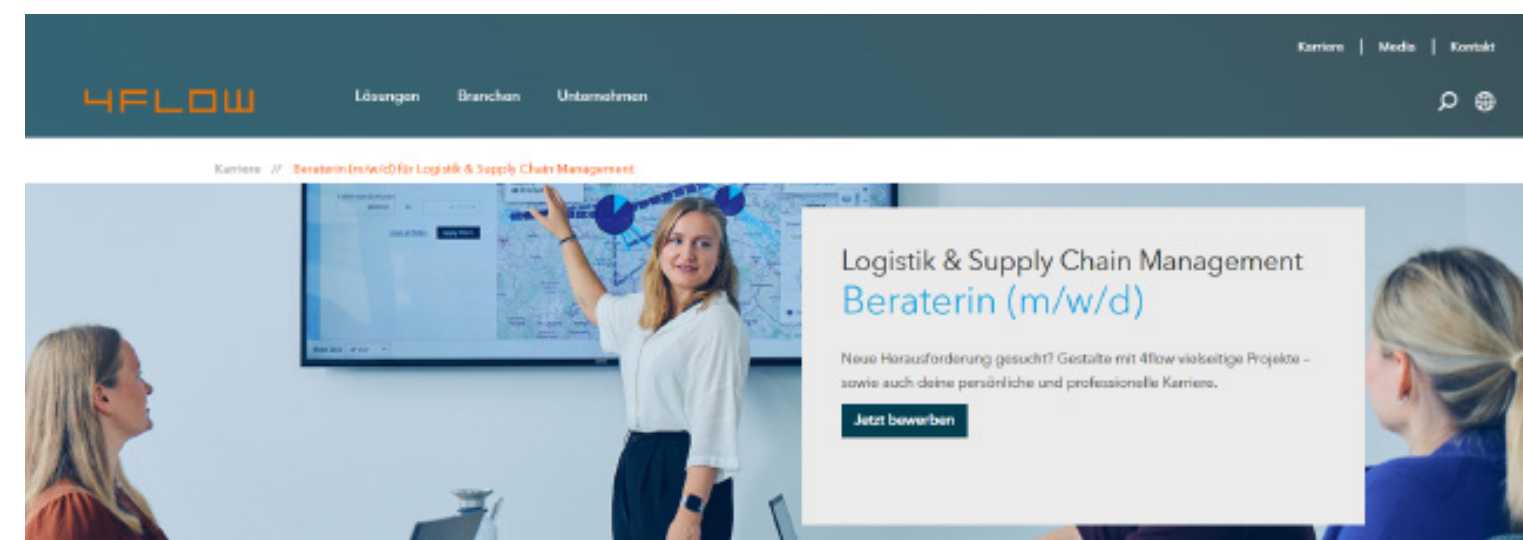 Karriere | Media | Kontakt
4FLOW
Lösungen Branchen Unternehmen
Karriere // Beraterin (m/w/d) für Logistik & Supply Chain Management
Logistik & Supply Chain Management
Beraterin (m/w/d)
Neue Herausforderung gesucht? Gestalte mit 4flow vielseitige Projekte –
sowie auch deine persönliche und professionelle Karriere.
Jetzt bewerben